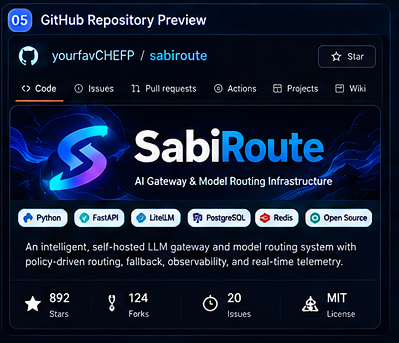 05 GitHub Repository Preview
yourfavCHEFP / sabiroute
Star
Code Issues Pull requests Actions Projects Wiki
SabiRoute
AI Gateway & Model Routing Infrastructure
Python FastAPI LiteLLM PostgreSQL Redis Open Source
An intelligent, self-hosted LLM gateway and model routing system with
policy-driven routing, fallback, observability, and real-time telemetry.
892 124 20 MIT
Stars Forks Issues License